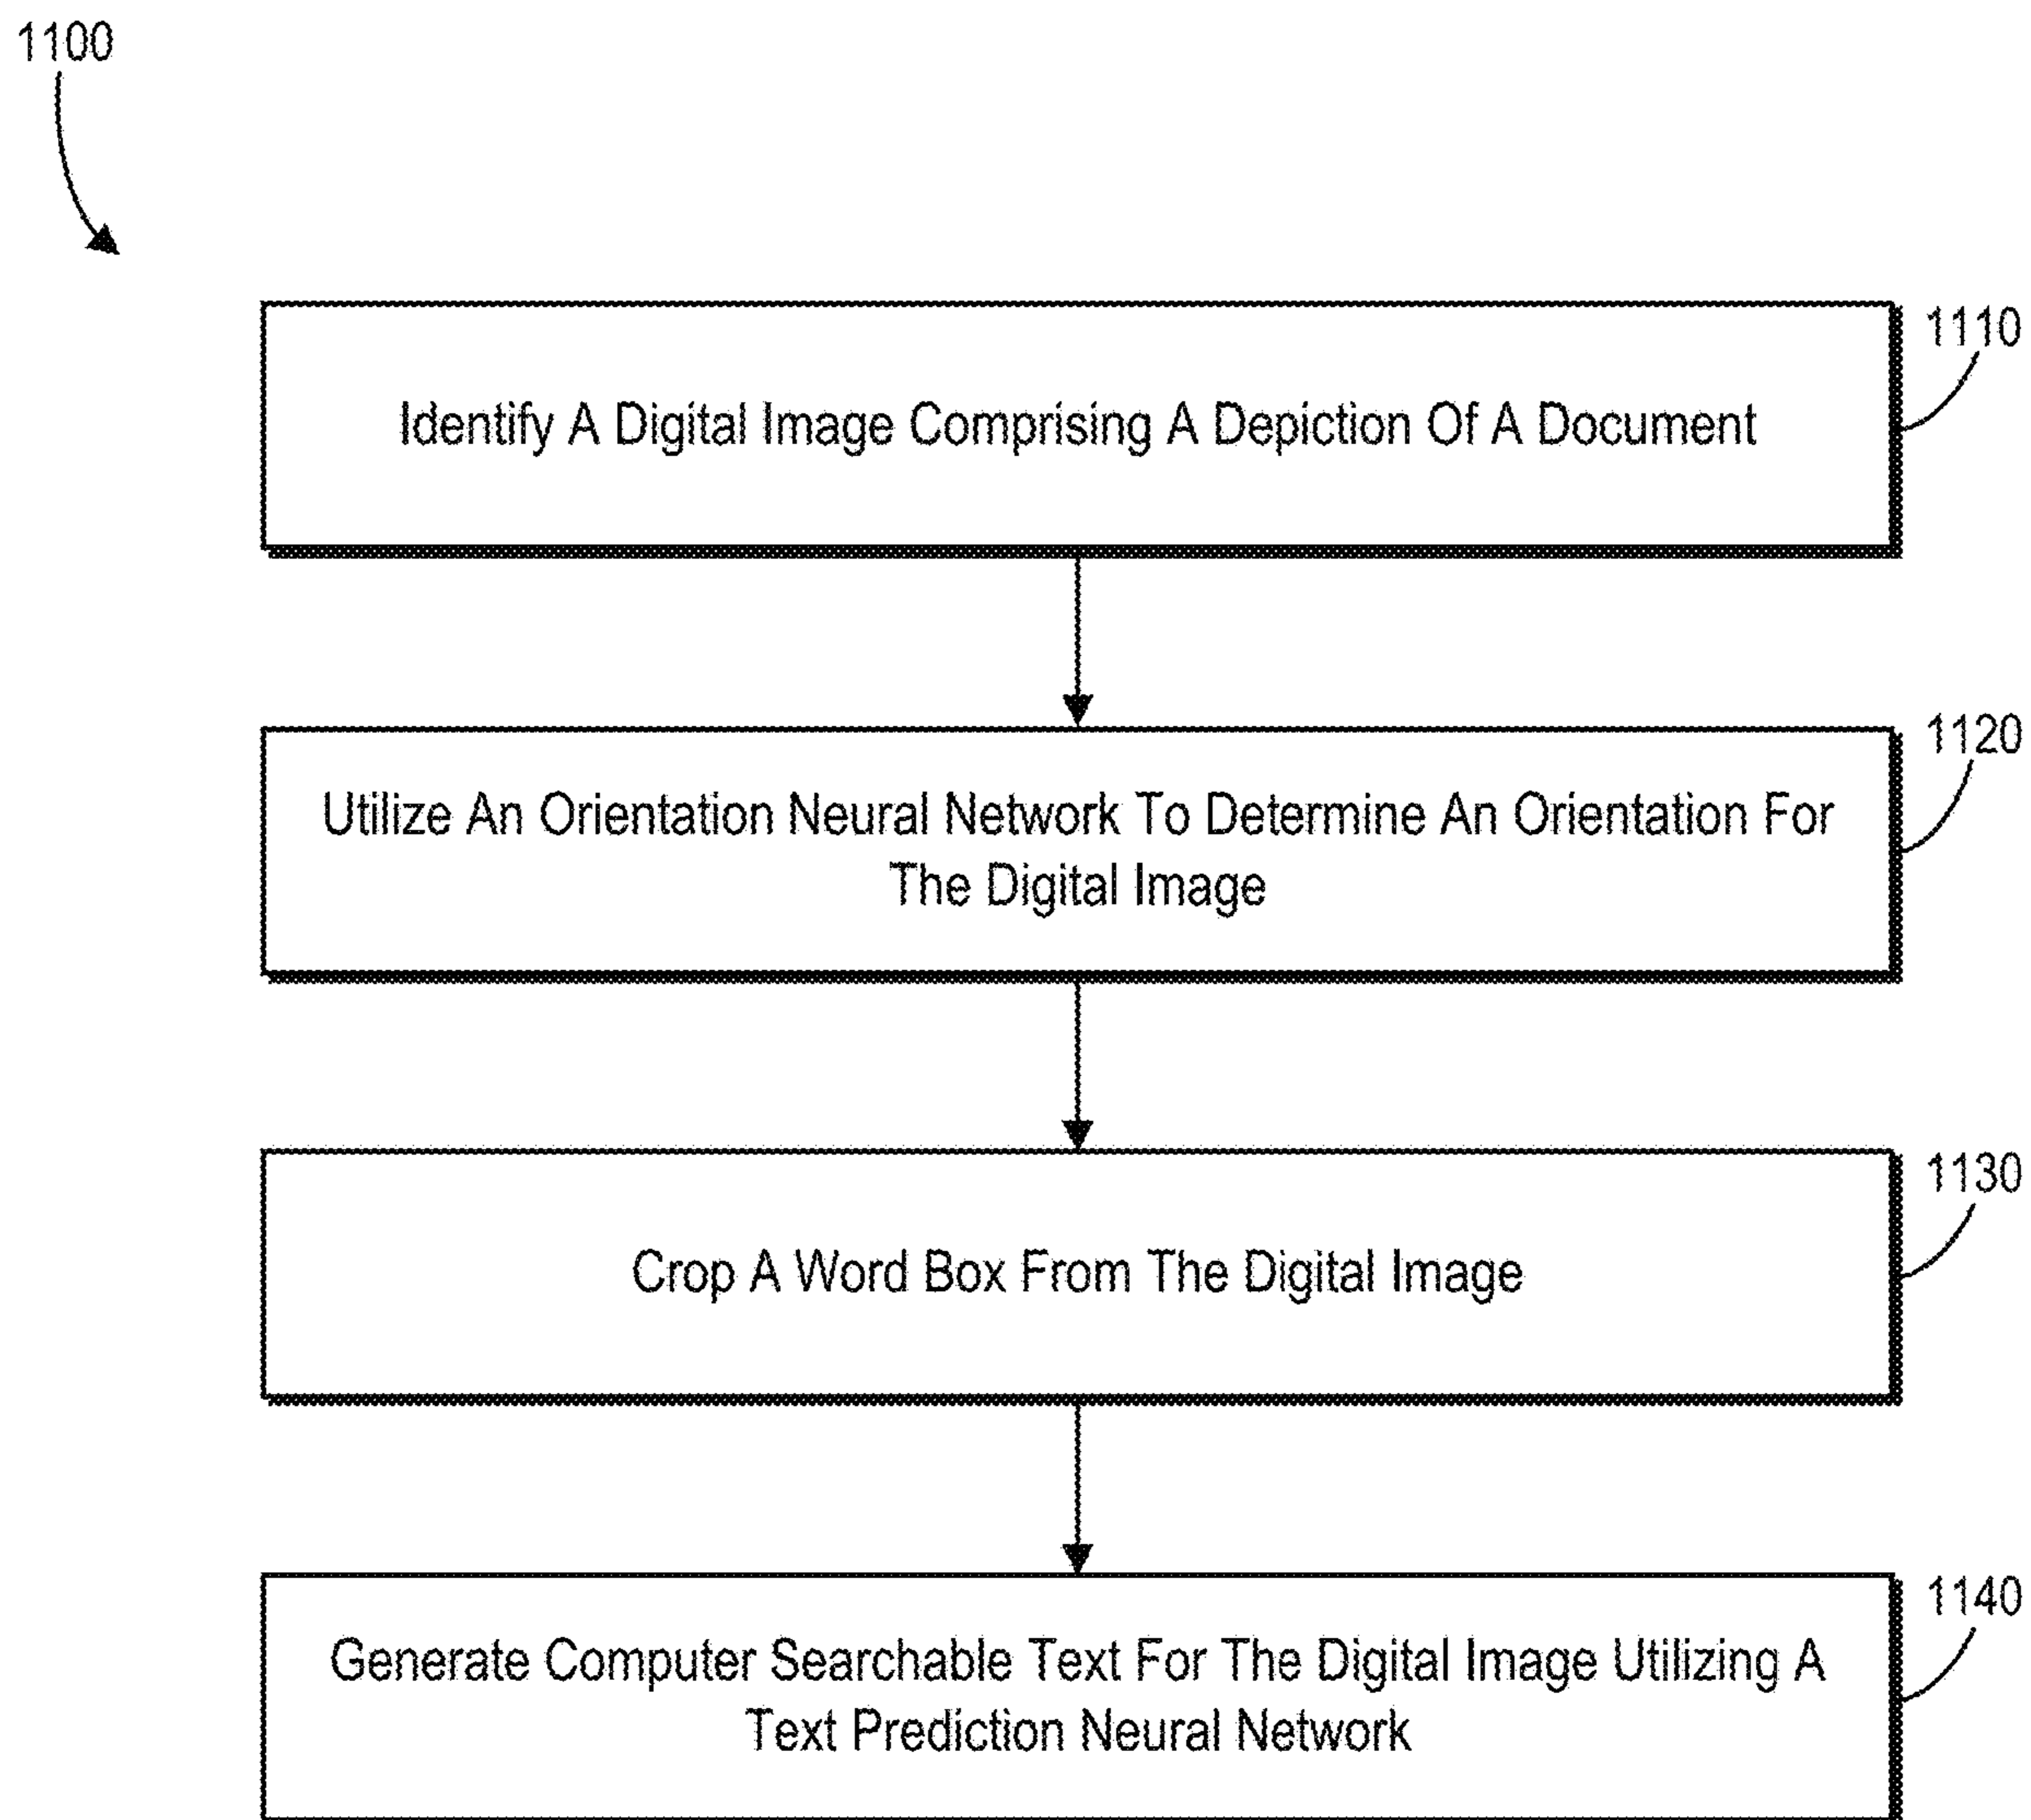 1100
1110
Identify A Digital Image Comprising A Depiction Of A Document
1120
Utilize An Orientation Neural Network To Determine An Orientation For
The Digital Image
1130
Crop A Word Box From The Digital Image
1140
Generate Computer Searchable Text For The Digital Image Utilizing A
Text Prediction Neural Network